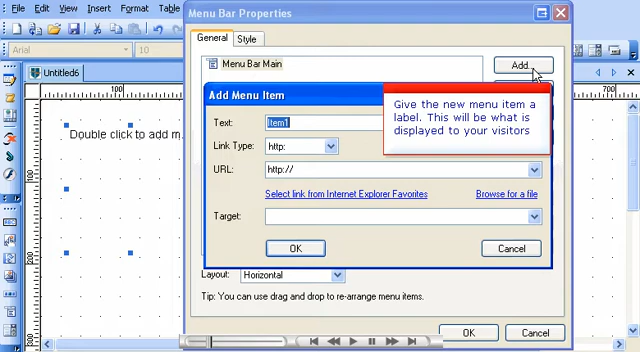 File Edit View Insert Format Table
Menu Bar Properties
Arial 10
General Style
Menu Bar Main
Add...
Untitled6
100
700
Add Menu Item
Give the new menu item a
label. This will be what is
displayed to your visitors
Text: Item1
Double click to add m
Link Type: http:
URL: http://
100
Select link from Internet Explorer Favorites Browse for a file
Target:
200
OK Cancel
Layout: Horizontal
Tip: You can use drag and drop to re-arrange menu items.
OK Cancel
300